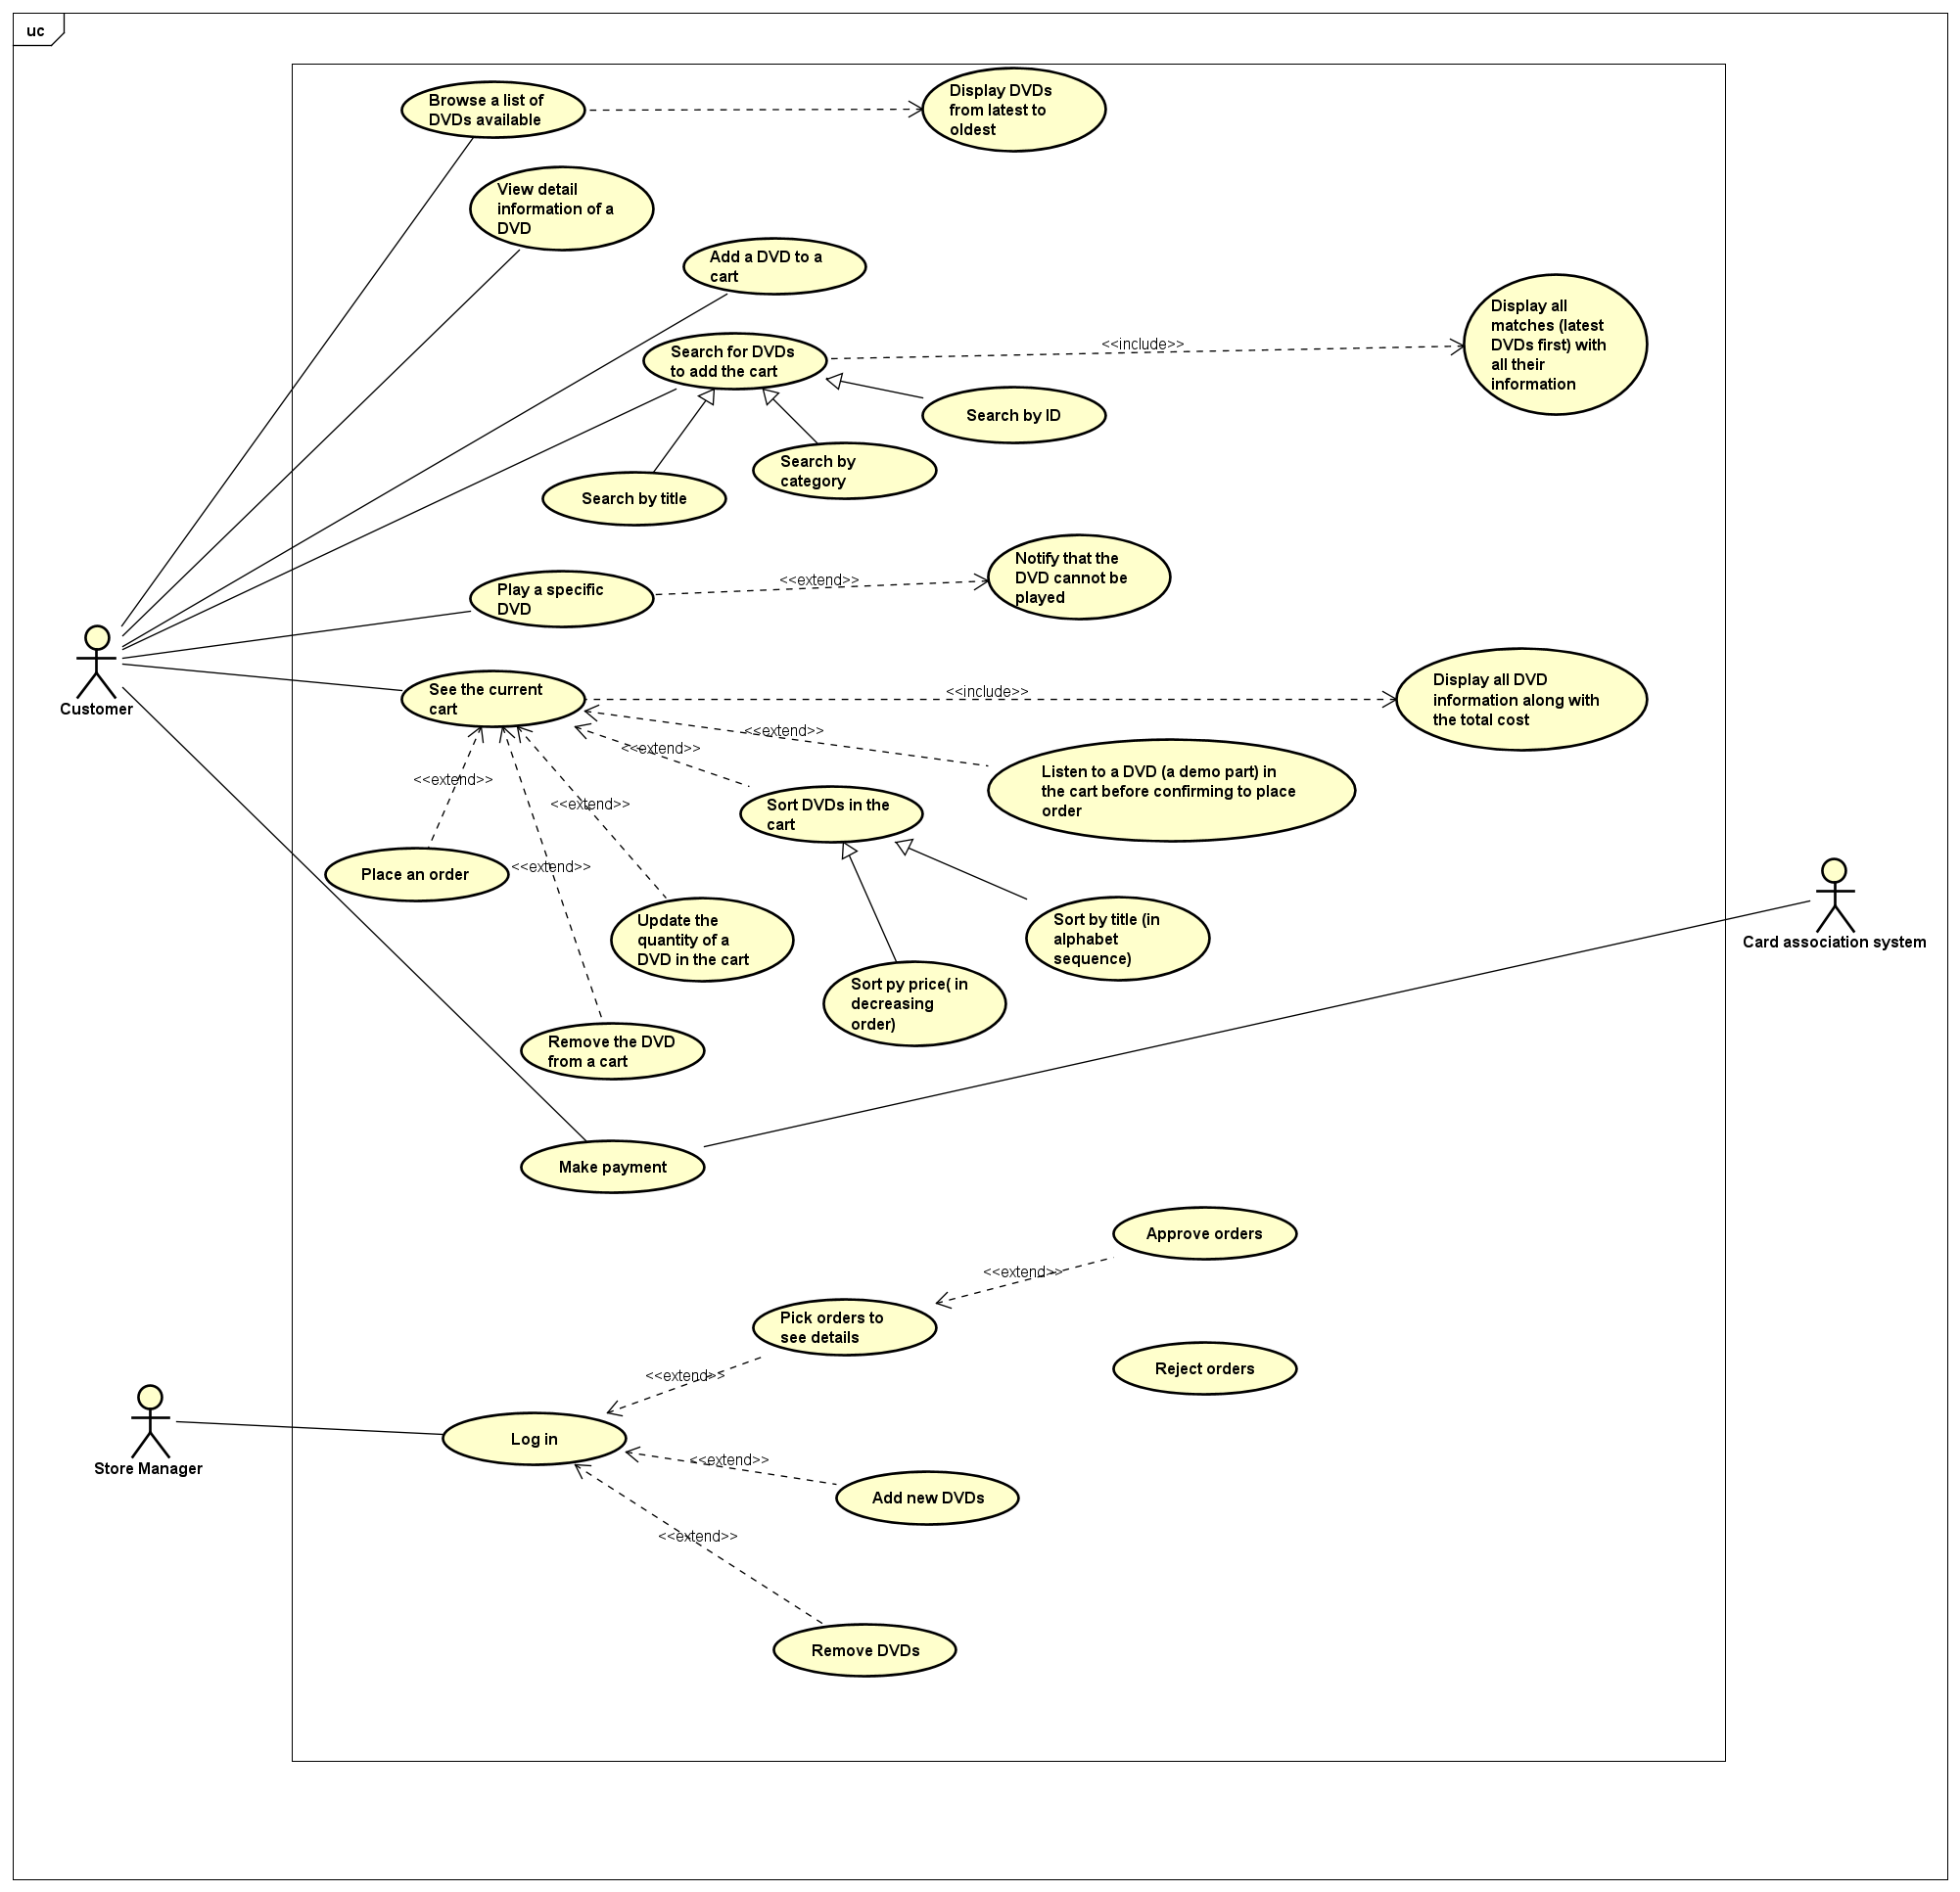 uc
Browse a list of
DVDs available
Display DVDs
from latest to
oldest
View detail
information of a
DVD
Add a DVD to a
cart
Search for DVDs
to add the cart
<<include>>
Display all
matches (latest
DVDs first) with
all their
information
Search by ID
Search by
category
Search by title
Play a specific
DVD
<<extend>>
Notify that the
DVD cannot be
played
Customer
See the current
cart
<<include>>
Display all DVD
information along with
the total cost
<<extend>>
<<extend>>
Listen to a DVD (a demo part) in
the cart before confirming to place
order
<<extend>>
<<extend>>
Sort DVDs in the
cart
Place an order
<<extend>>
Update the
quantity of a
DVD in the cart
Sort by title (in
alphabet
sequence)
Card association system
Sort py price( in
decreasing
order)
Remove the DVD
from a cart
Make payment
Approve orders
<<extend>>
Pick orders to
see details
<<extend>>
Reject orders
Store Manager
Log in
<<extend>>
Add new DVDs
<<extend>>
Remove DVDs